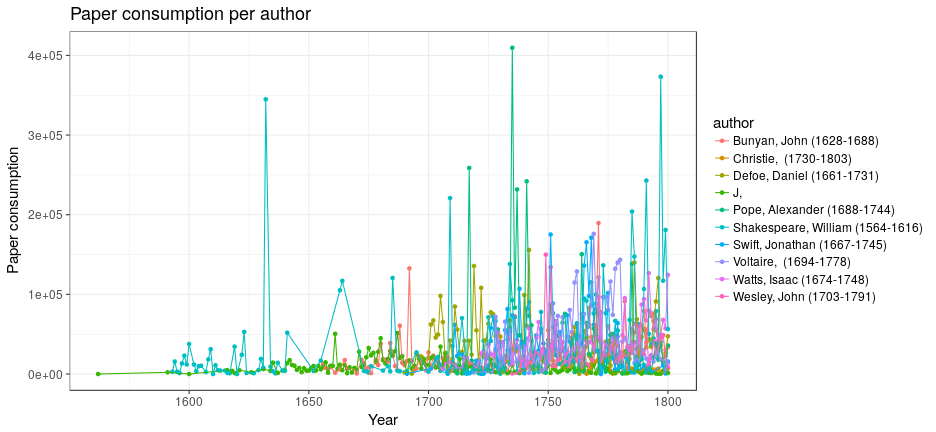 Paper consumption per author
4e+05
3e+05
2e+05
1e+05
0e+00
Paper consumption
1600
1650
1700
1750
1800
Year
author
Bunyan, John (1628-1688)
Christie,  (1730-1803)
Defoe, Daniel (1661-1731)
J,
Pope, Alexander (1688-1744)
Shakespeare, William (1564-1616)
Swift, Jonathan (1667-1745)
Voltaire,  (1694-1778)
Watts, Isaac (1674-1748)
Wesley, John (1703-1791)